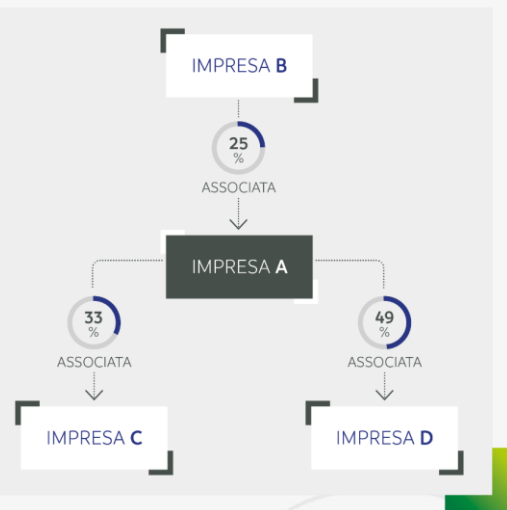 IMPRESA B
25
%
ASSOCIATA
IMPRESA A
33
%
ASSOCIATA
49
%
ASSOCIATA
IMPRESA C
IMPRESA D